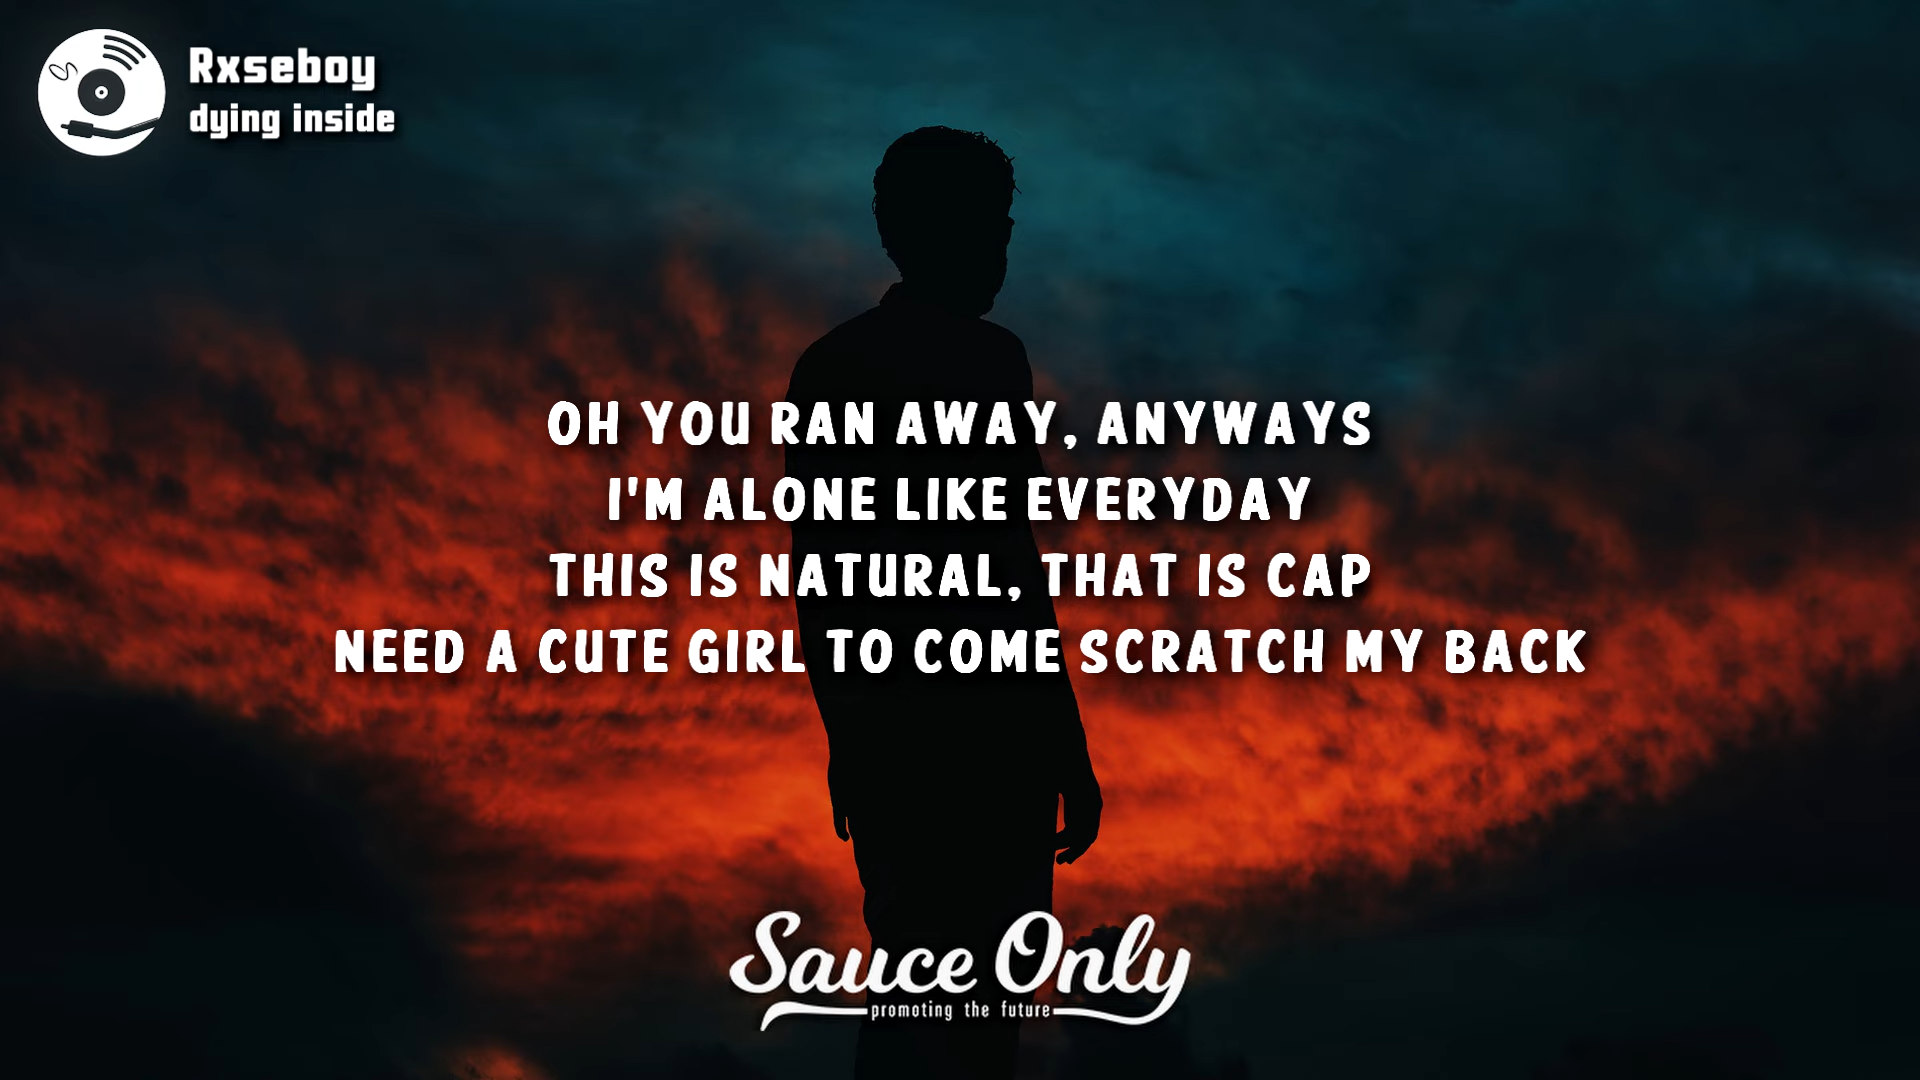 Rxseboy
dying inside
OH YOU RAN AWAY, ANYWAYS
I'M ALONE LIKE EVERYDAY
THIS IS NATURAL, THAT IS CAP
NEED A CUTE GIRL TO COME SCRATCH MY BACK
Sauce Only
promoting the future